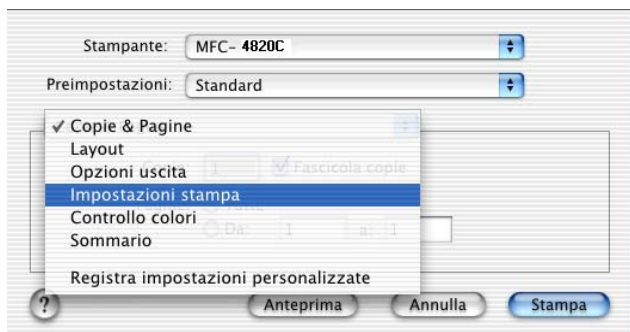 Stampante: MFC- 4820C
Preimpostazioni: Standard
✓ Copie & Pagine
Layout
Opzioni uscita
1 Fascicola copie
Impostazioni stampa
Controllo colori
Da: 1 a: 1
Sommario
Registra impostazioni personalizzate
? Anteprima Annulla Stampa